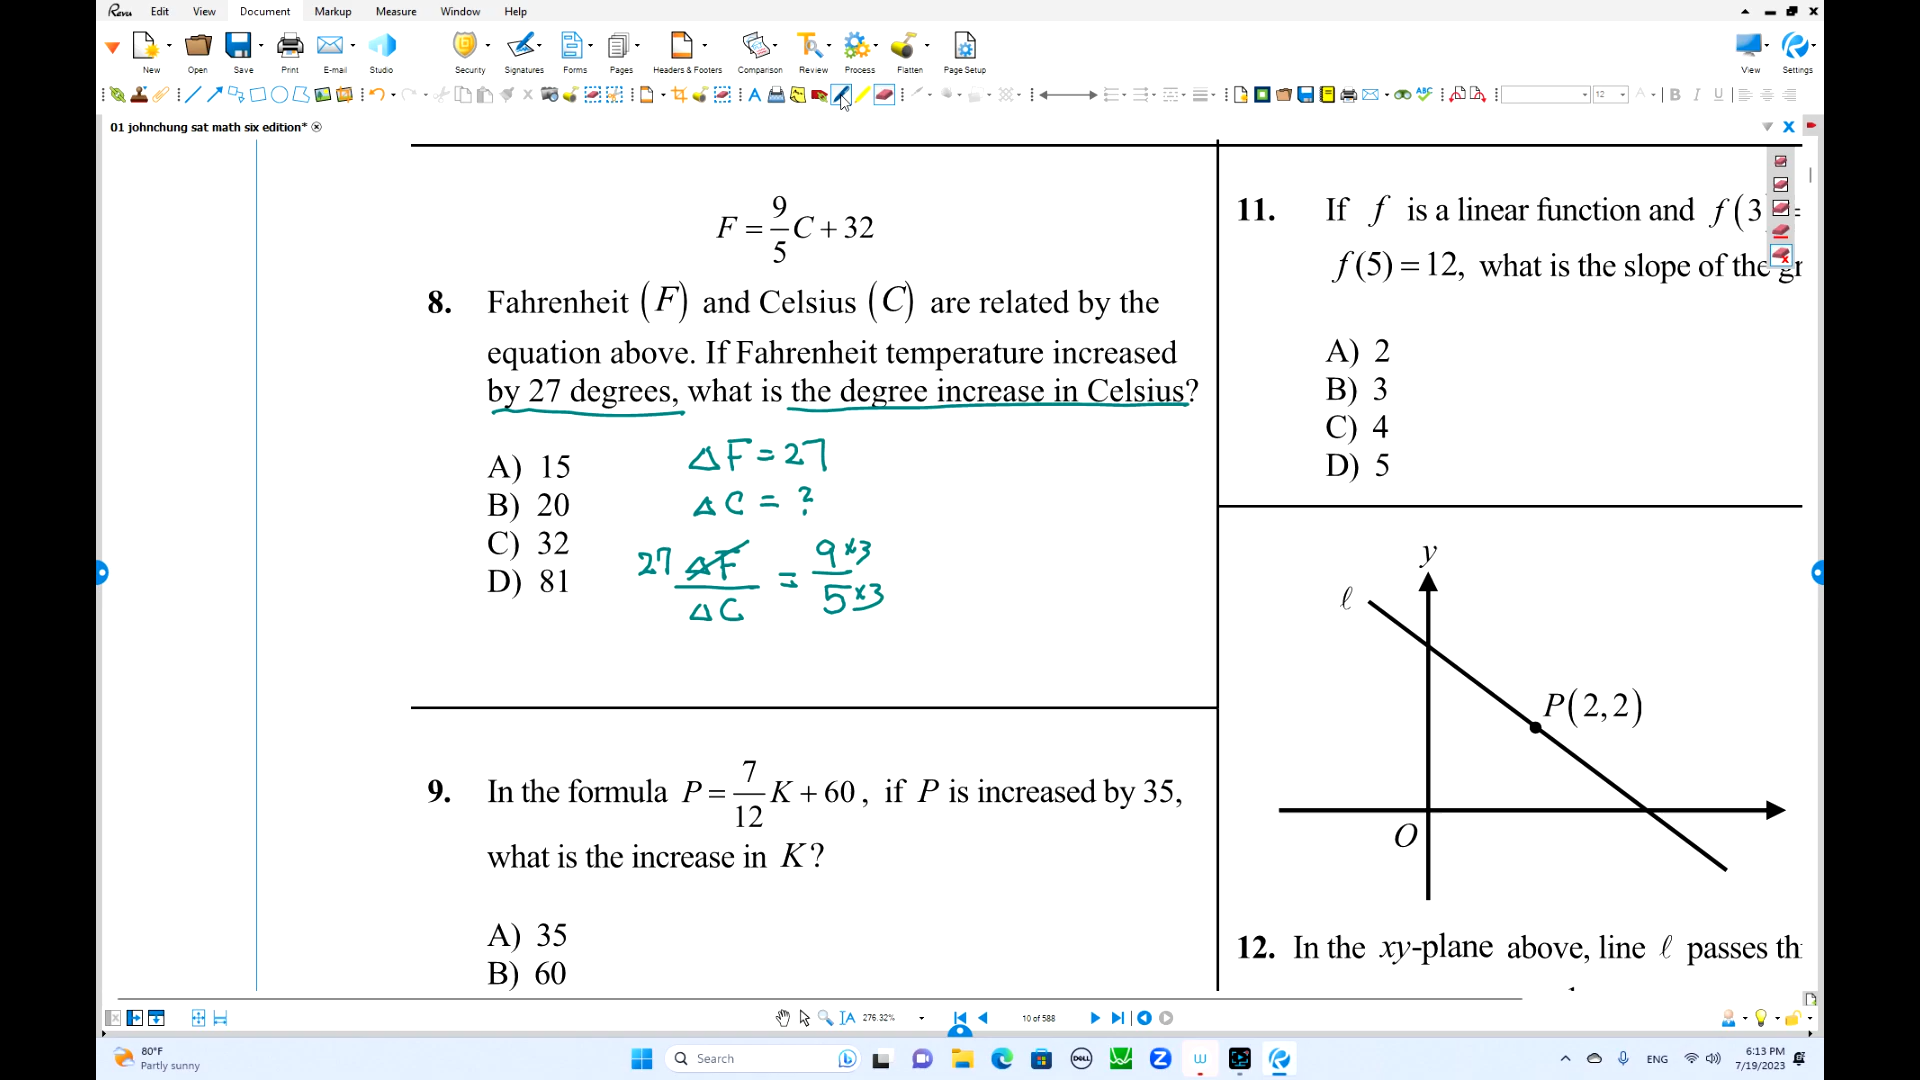 Revu Edit View Document Markup Measure Window Help
New Open Save Print E-mail Studio Security Signatures Forms Pages Headers & Footers Comparison Review Process Flatten Page Setup View Settings
12
01 johnchung sat math six edition*
F = 9/5 C + 32
8. Fahrenheit (F) and Celsius (C) are related by the
equation above. If Fahrenheit temperature increased
by 27 degrees, what is the degree increase in Celsius?
A) 15
B) 20
C) 32
D) 81
ΔF = 27
ΔC = ?
27 ΔF/ΔC = 9×3/5×3
9. In the formula P = 7/12 K + 60, if P is increased by 35,
what is the increase in K?
A) 35
B) 60
11. If f is a linear function and f(3) =
f(5) = 12, what is the slope of the gr
A) 2
B) 3
C) 4
D) 5
y
ℓ
P(2,2)
O
12. In the xy-plane above, line ℓ passes th
276.32%
10 of 588
80°F
Partly sunny
Search
ENG
6:13 PM
7/19/2023